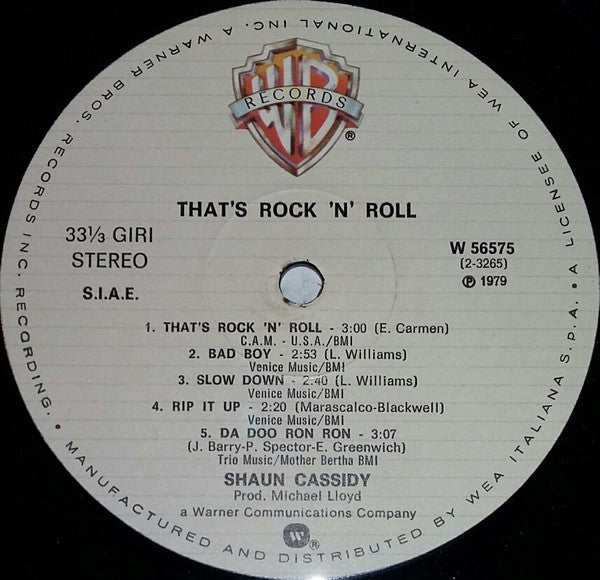 WB
RECORDS
®
THAT'S ROCK 'N' ROLL
33⅓ GIRI
STEREO
S.I.A.E.
W 56575
(2-3265)
℗ 1979
1. THAT'S ROCK 'N' ROLL - 3:00 (E. Carmen)
C.A.M. - U.S.A./BMI
2. BAD BOY - 2:53 (L. Williams)
Venice Music/BMI
3. SLOW DOWN - 2:40 (L. Williams)
Venice Music/BMI
4. RIP IT UP - 2:20 (Marascalco-Blackwell)
Venice Music/BMI
5. DA DOO RON RON - 3:07
(J. Barry-P. Spector-E. Greenwich)
Trio Music/Mother Bertha BMI
SHAUN CASSIDY
Prod. Michael Lloyd
a Warner Communications Company
®
• MANUFACTURED AND DISTRIBUTED BY WEA ITALIANA S.p.A. • A LICENSEE OF WEA INTERNATIONAL INC. A WARNER BROS. RECORDS INC. RECORDING.